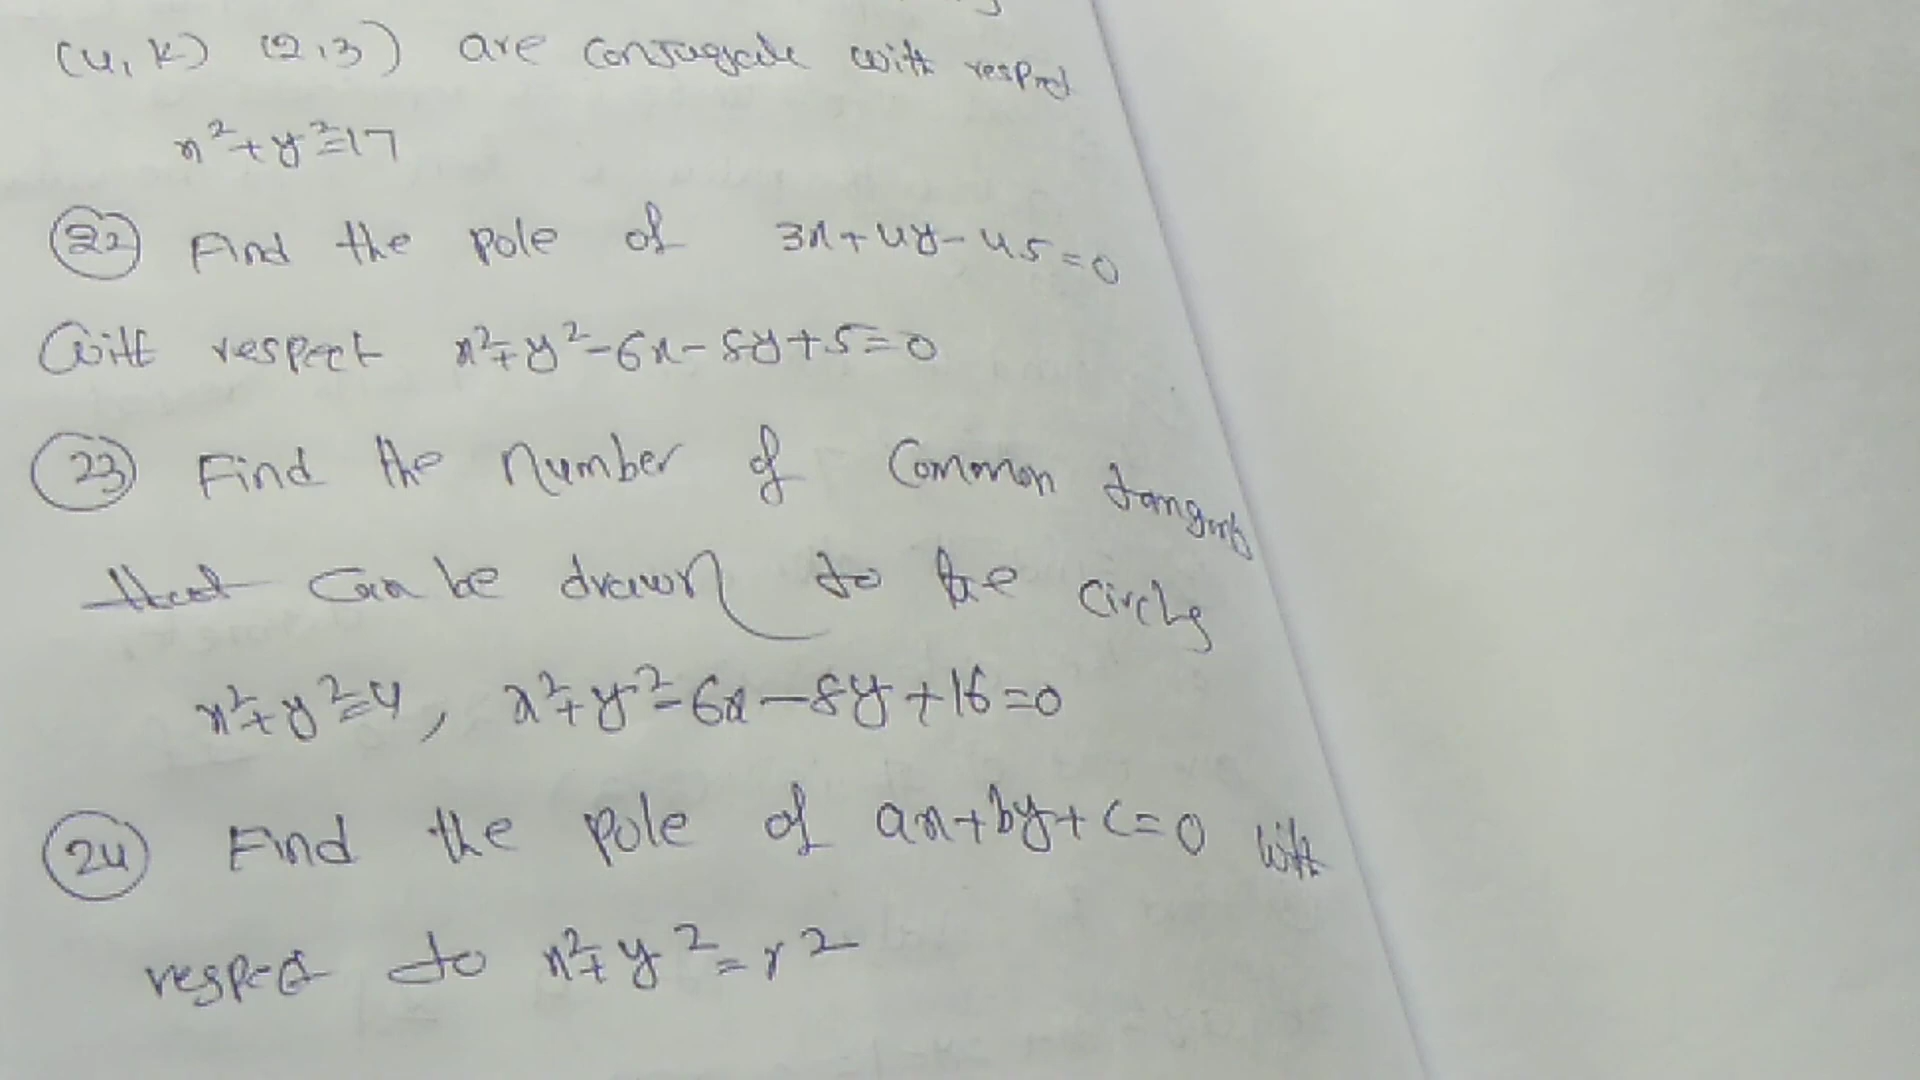 (4, k) (2,3) are conjugate with respect
x²+y²=17
22 Find the pole of 3x+4y-45=0
with respect x²+y²-6x-8y+5=0
23 Find the number of common tangents
that can be drawn to the circles
x²+y²=4, x²+y²-6x-8y+16=0
24 Find the pole of ax+by+c=0 with
respect to x²+y²=r²